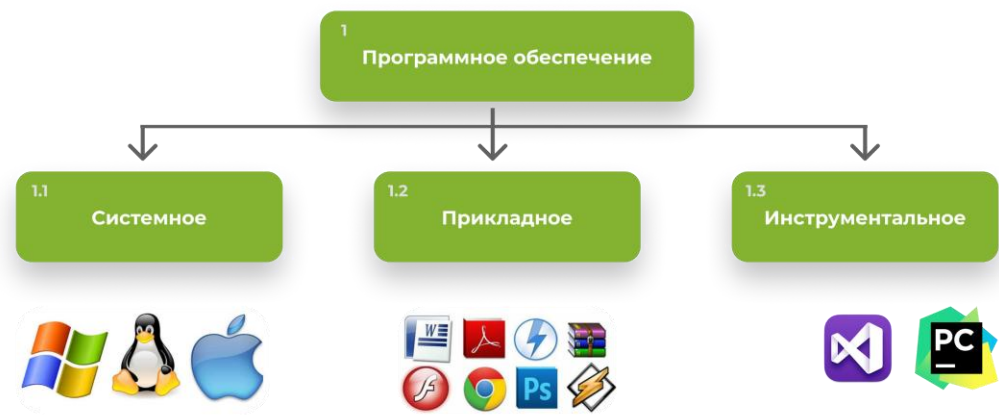 1
Программное обеспечение
1.1
Системное
1.2
Прикладное
1.3
Инструментальное
W
Ps
PC